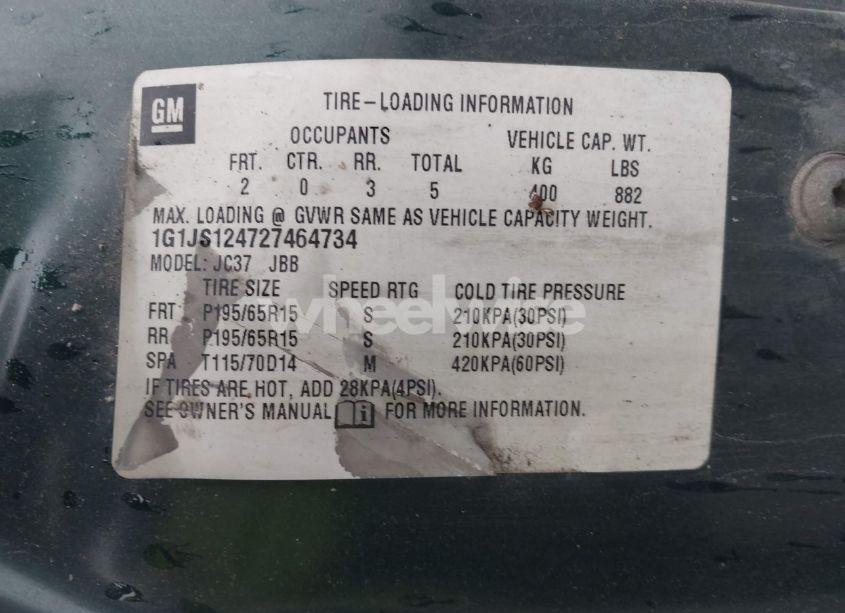 GM
TIRE-LOADING INFORMATION
OCCUPANTS VEHICLE CAP. WT.
FRT. CTR. RR. TOTAL KG LBS
2 0 3 5 400 882
MAX. LOADING @ GVWR SAME AS VEHICLE CAPACITY WEIGHT.
1G1JS124727464734
MODEL: JC37 JBB
TIRE SIZE SPEED RTG COLD TIRE PRESSURE
FRT P195/65R15 S 210KPA(30PSI)
RR P195/65R15 S 210KPA(30PSI)
SPA T115/70D14 M 420KPA(60PSI)
IF TIRES ARE HOT, ADD 28KPA(4PSI).
SEE OWNER'S MANUAL i FOR MORE INFORMATION.
wheelwire